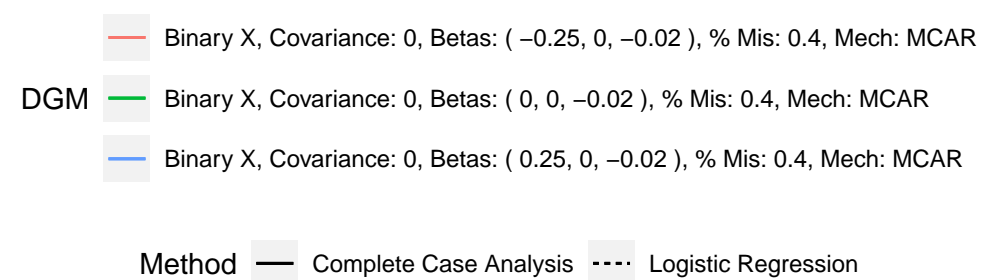 Binary X, Covariance: 0, Betas: ( −0.25, 0, −0.02 ), % Mis: 0.4, Mech: MCAR
DGM Binary X, Covariance: 0, Betas: ( 0, 0, −0.02 ), % Mis: 0.4, Mech: MCAR
Binary X, Covariance: 0, Betas: ( 0.25, 0, −0.02 ), % Mis: 0.4, Mech: MCAR
Method Complete Case Analysis Logistic Regression